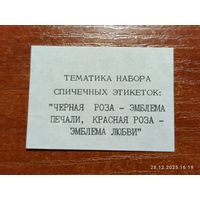 ТЕМАТИКА НАБОРА
СПИЧЕЧНЫХ ЭТИКЕТОК:
"ЧЕРНАЯ РОЗА - ЭМБЛЕМА
ПЕЧАЛИ, КРАСНАЯ РОЗА -
ЭМБЛЕМА ЛЮБВИ"
28.12.2025 16:19